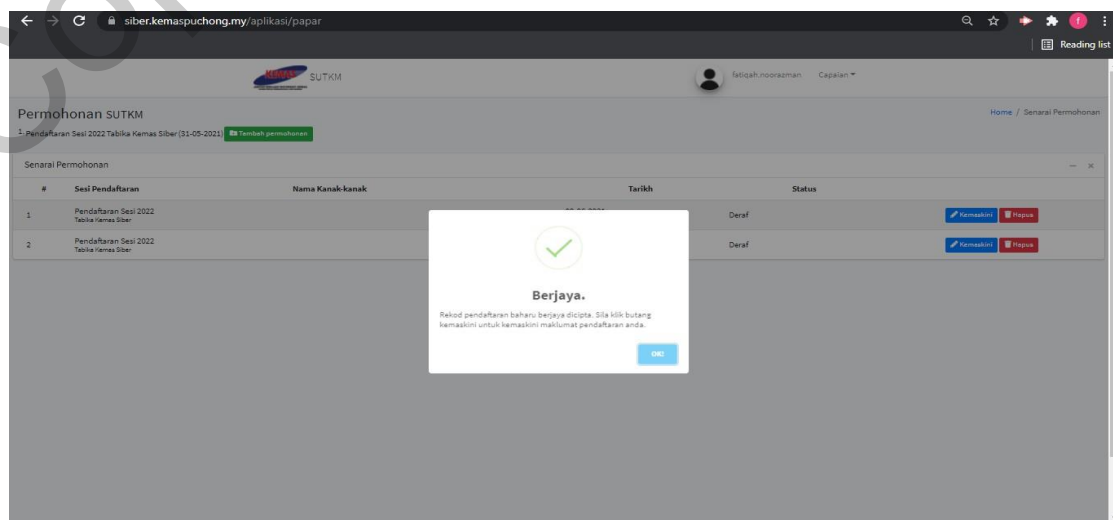 siber.kemaspuchong.my/aplikasi/papar
Reading list
KEMAS SUTKM
fatiqah.noorazman Capaian
Permohonan SUTKM
Home / Senarai Permohonan
1. Pendaftaran Sesi 2022 Tabika Kemas Siber (31-05-2021) Tambah permohonan
Senarai Permohonan
# Sesi Pendaftaran Nama Kanak-kanak Tarikh Status
1 Pendaftaran Sesi 2022 Deraf Kemaskini Hapus
Tabika Kemas Siber
2 Pendaftaran Sesi 2022 Deraf Kemaskini Hapus
Tabika Kemas Siber
Berjaya.
Rekod pendaftaran baharu berjaya dicipta. Sila klik butang
kemaskini untuk kemaskini maklumat pendaftaran anda.
OK!